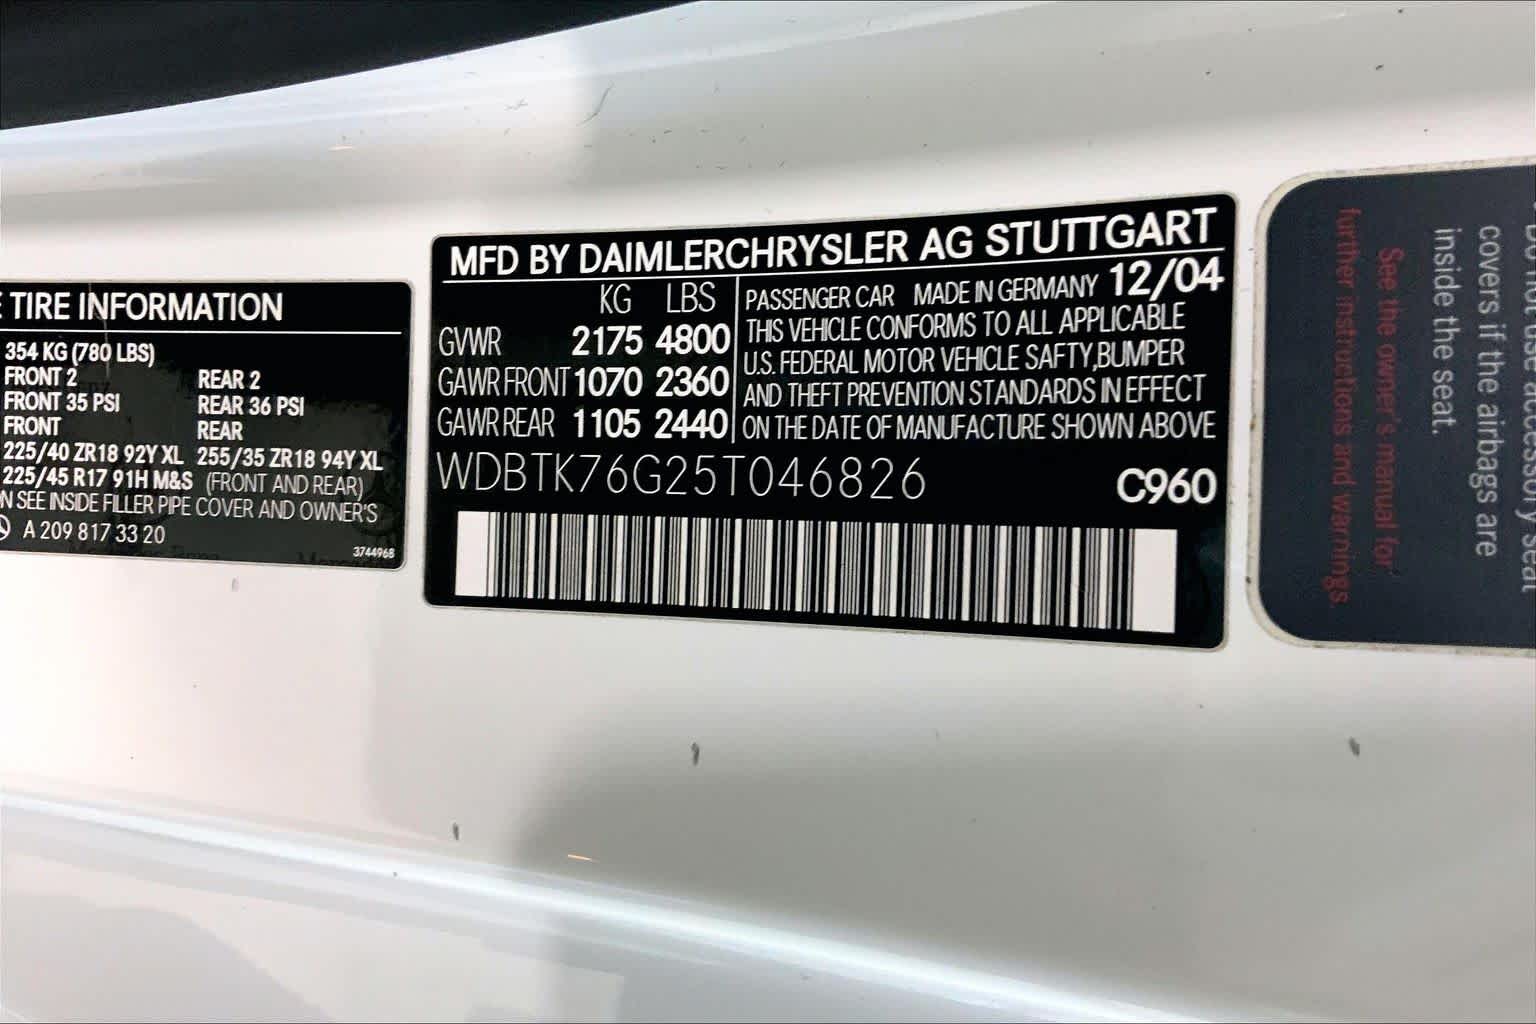 TIRE INFORMATION
354 KG (780 LBS)
FRONT 2 REAR 2
FRONT 35 PSI REAR 36 PSI
FRONT REAR
225/40 ZR18 92Y XL 255/35 ZR18 94Y XL
225/45 R17 91H M&S (FRONT AND REAR)
SEE INSIDE FILLER PIPE COVER AND OWNER'S
A 209 817 33 20
3744968
MFD BY DAIMLERCHRYSLER AG STUTTGART
KG LBS
GVWR 2175 4800
GAWR FRONT 1070 2360
GAWR REAR 1105 2440
PASSENGER CAR MADE IN GERMANY 12/04
THIS VEHICLE CONFORMS TO ALL APPLICABLE
U.S. FEDERAL MOTOR VEHICLE SAFTY,BUMPER
AND THEFT PREVENTION STANDARDS IN EFFECT
ON THE DATE OF MANUFACTURE SHOWN ABOVE
WDBTK76G25T046826 C960
Do not use accessory seat
covers if the airbags are
inside the seat.
See the owner's manual for
further instructions and warnings.